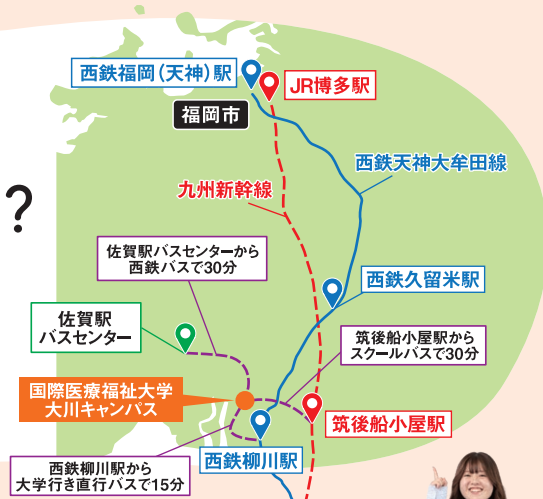 西鉄福岡(天神)駅
JR博多駅
福岡市
西鉄天神大牟田線
九州新幹線
?
佐賀駅バスセンターから
西鉄バスで30分
西鉄久留米駅
佐賀駅
バスセンター
筑後船小屋駅から
スクールバスで30分
国際医療福祉大学
大川キャンパス
筑後船小屋駅
西鉄柳川駅
西鉄柳川駅から
大学行き直行バスで15分